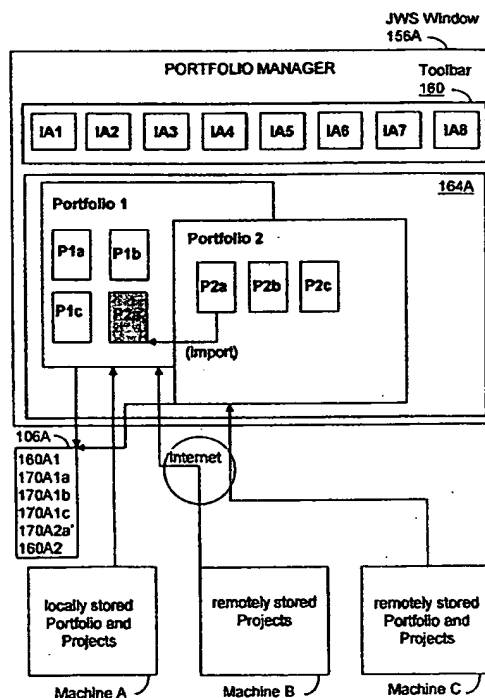 JWS Window
156A
PORTFOLIO MANAGER
Toolbar
160
IA1 IA2 IA3 IA4 IA5 IA6 IA7 IA8
164A
Portfolio 1
P1a P1b
Portfolio 2
P2a P2b P2c
P1c
(Import)
106A
Internet
160A1
170A1a
170A1b
170A1c
170A2a'
160A2
locally stored
Portfolio and
Projects
remotely stored
Projects
remotely stored
Portfolio and
Projects
Machine A
Machine B
Machine C